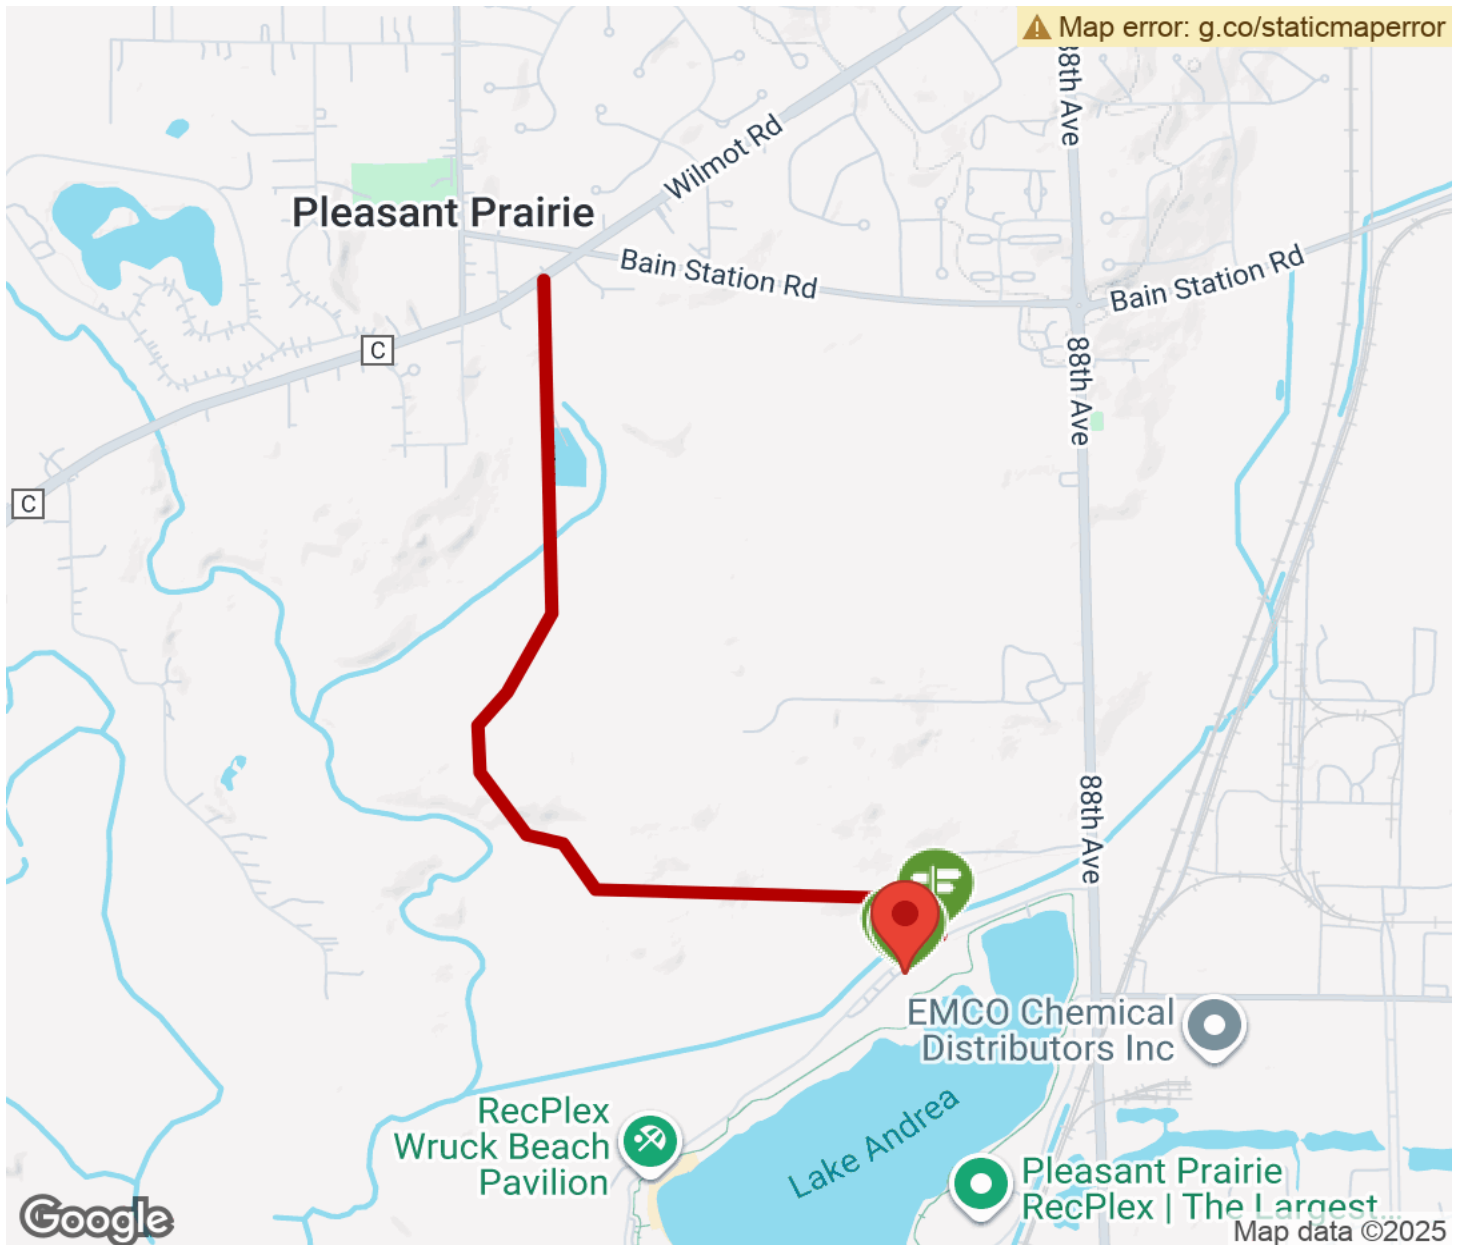 Map error: g.co/staticmaperror
88th Ave
Wilmot Rd
Pleasant Prairie
Bain Station Rd
Bain Station Rd
C
88th Ave
C
88th Ave
EMCO Chemical
Distributors Inc
RecPlex
Wruck Beach
Pavilion
Lake Andrea
Pleasant Prairie
RecPlex | The Largest...
Google
Map data ©2025